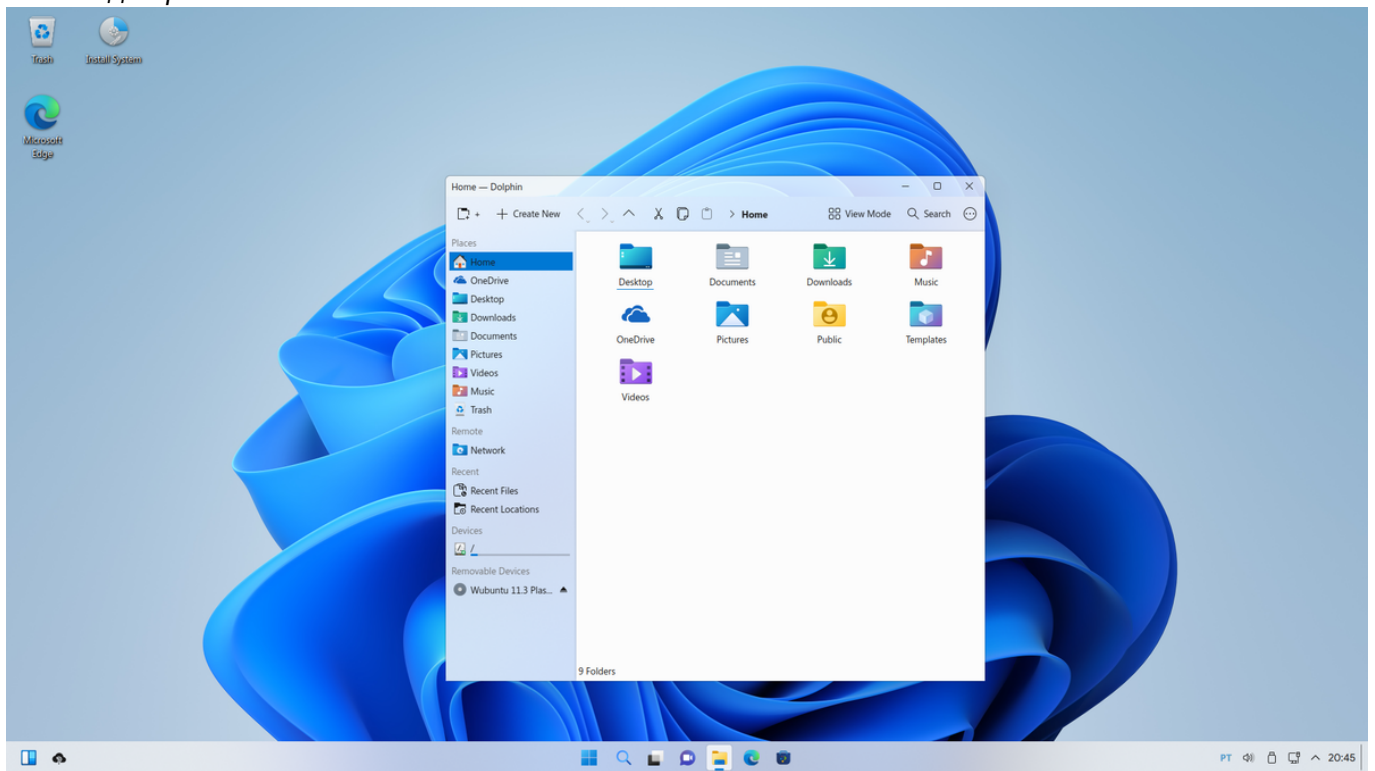 Trash
Install System
Microsoft
Edge
Home — Dolphin
Create New
Home
View Mode
Search
Places
Home
OneDrive
Desktop
Downloads
Documents
Pictures
Videos
Music
Trash
Remote
Network
Recent
Recent Files
Recent Locations
Devices
/
Removable Devices
Wubuntu 11.3 Plas...
Desktop
Documents
Downloads
Music
OneDrive
Pictures
Public
Templates
Videos
9 Folders
PT
20:45